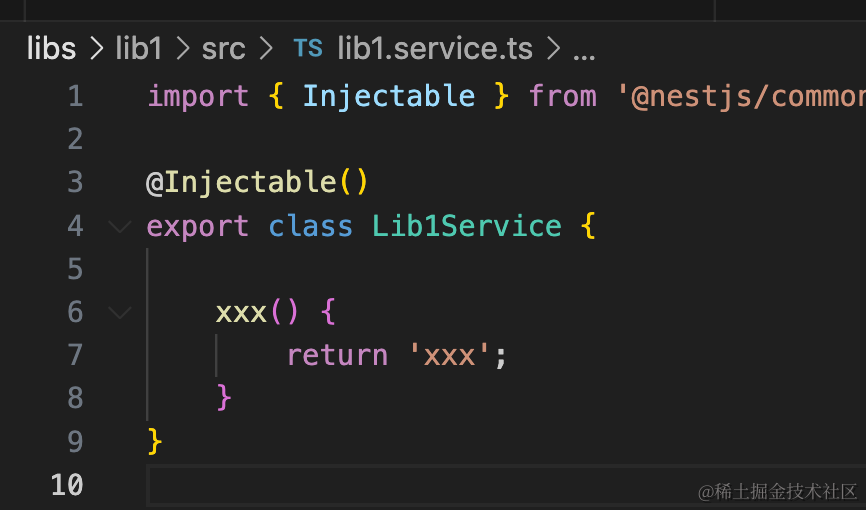 libs > lib1 > src > TS lib1.service.ts > ...
1 import { Injectable } from '@nestjs/common
2
3 @Injectable()
4 export class Lib1Service {
5
6 xxx() {
7 return 'xxx';
8 }
9 }
10
@稀土掘金技术社区